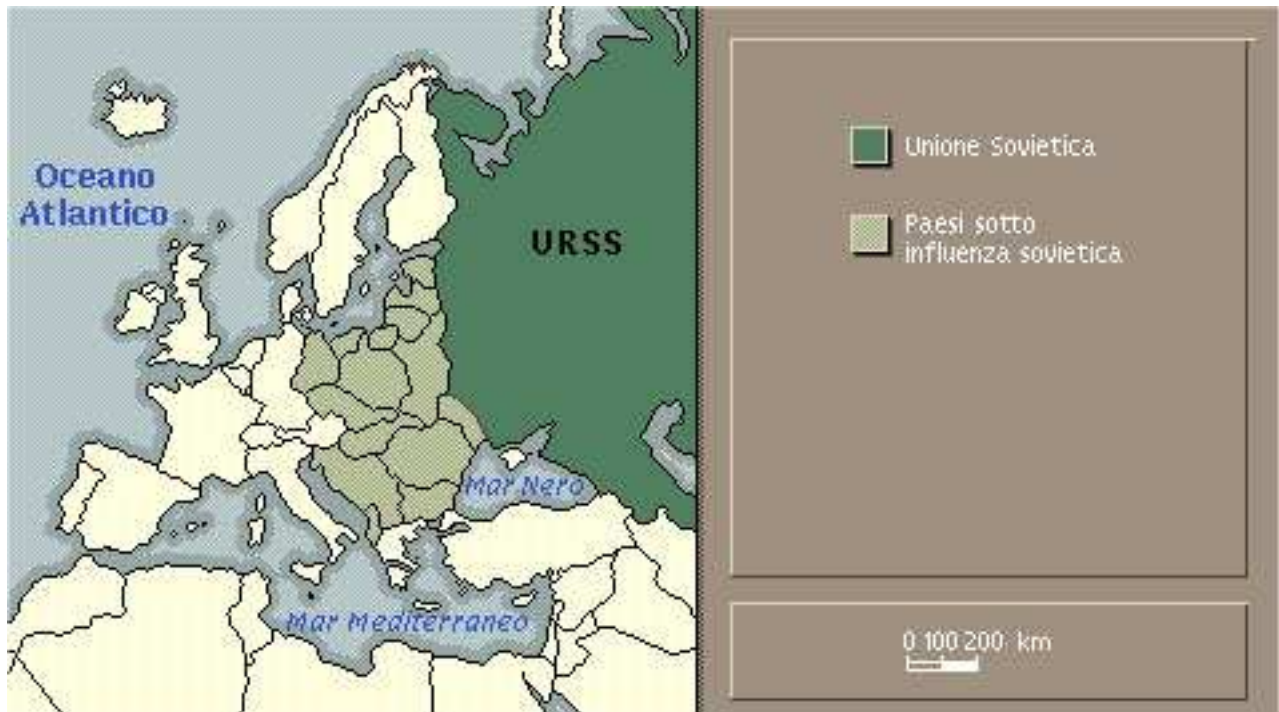 Oceano
Atlantico
URSS
Mar Nero
Mar Mediterraneo
Unione Sovietica
Paesi sotto
influenza sovietica
0 100 200 km